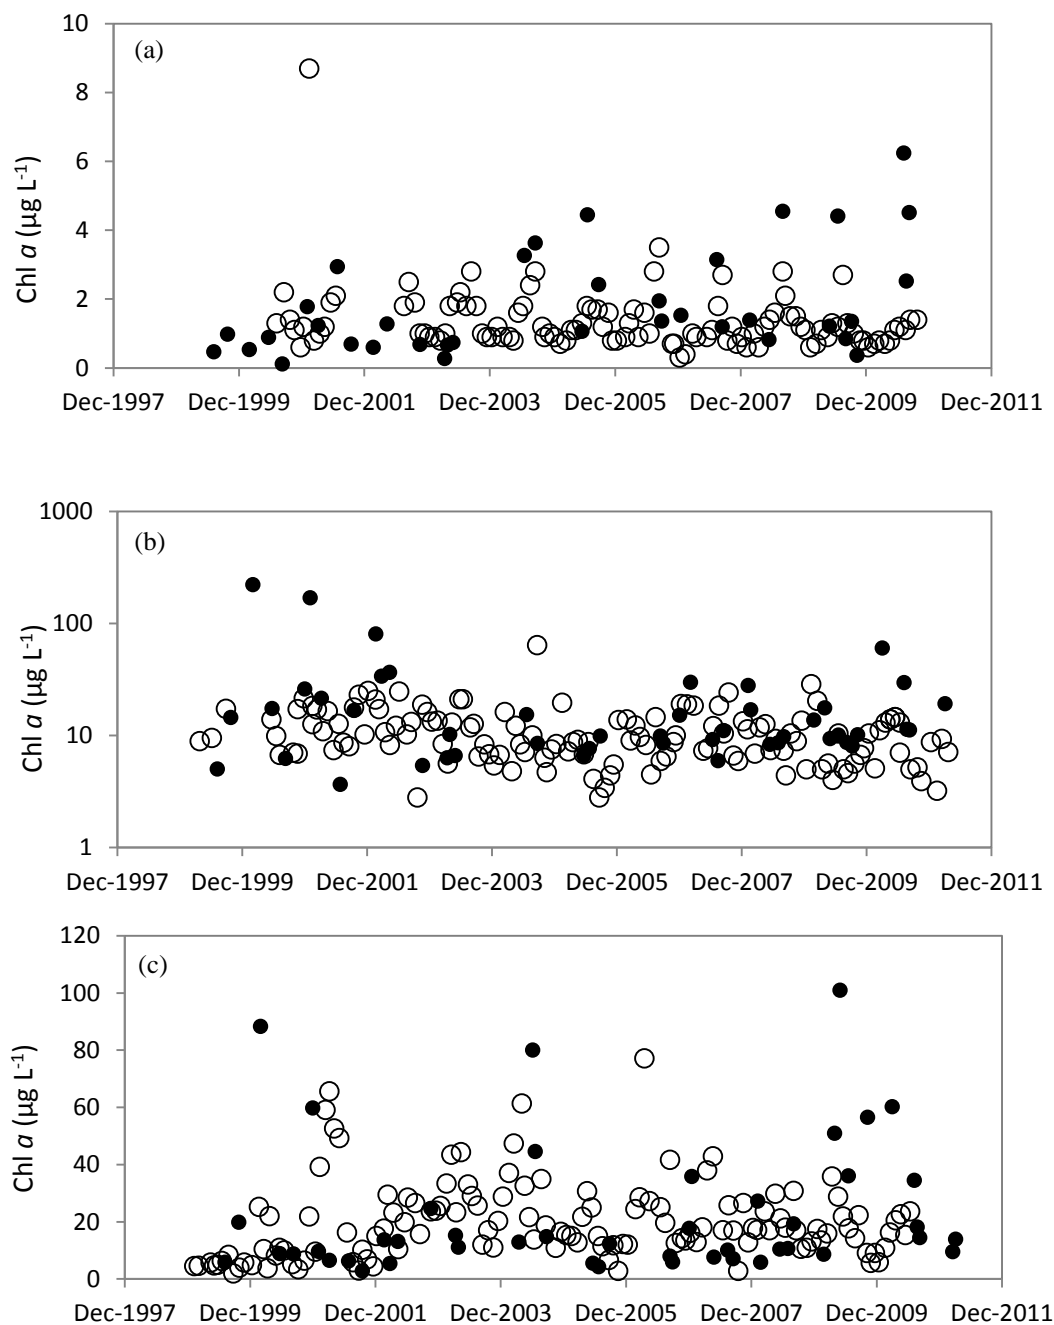 (a)
10
8
6
4
2
0
Chl a (µg L-1)
Dec-1997 Dec-1999 Dec-2001 Dec-2003 Dec-2005 Dec-2007 Dec-2009 Dec-2011
(b)
1000
100
10
1
Chl a (µg L-1)
Dec-1997 Dec-1999 Dec-2001 Dec-2003 Dec-2005 Dec-2007 Dec-2009 Dec-2011
(c)
120
100
80
60
40
20
0
Chl a (µg L-1)
Dec-1997 Dec-1999 Dec-2001 Dec-2003 Dec-2005 Dec-2007 Dec-2009 Dec-2011